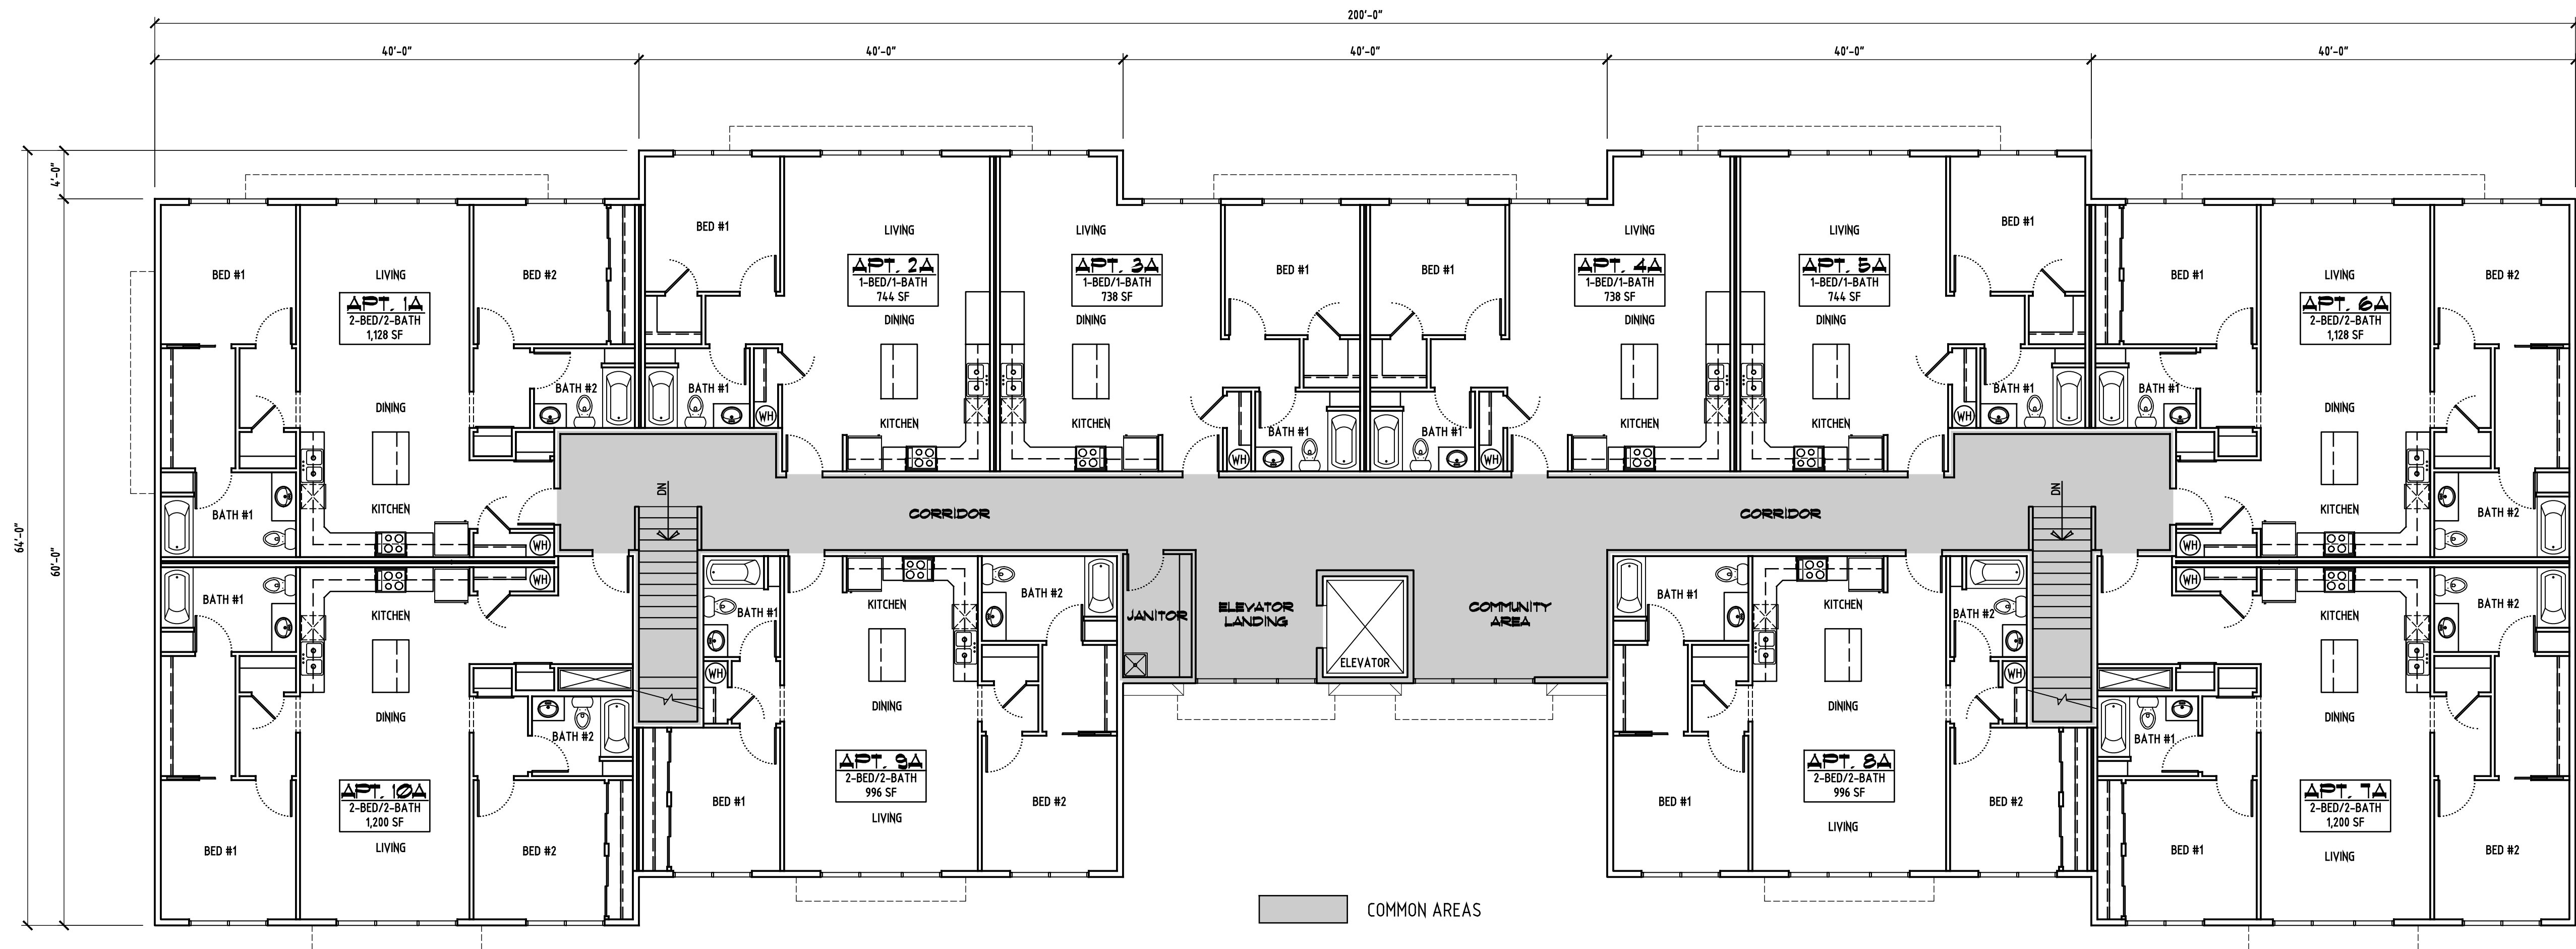 200'-0"
40'-0"
40'-0"
40'-0"
40'-0"
40'-0"
64'-0"
4'-0"
60'-0"
BED #1
LIVING
APT. 1A
2-BED/2-BATH
1,128 SF
BED #2
DINING
BATH #2
KITCHEN
BATH #1
WH
BED #1
LIVING
APT. 2A
1-BED/1-BATH
744 SF
DINING
BATH #1
WH
KITCHEN
LIVING
APT. 3A
1-BED/1-BATH
738 SF
BED #1
DINING
KITCHEN
BATH #1
WH
BED #1
LIVING
APT. 4A
1-BED/1-BATH
738 SF
DINING
KITCHEN
BATH #1
WH
LIVING
APT. 5A
1-BED/1-BATH
744 SF
BED #1
DINING
KITCHEN
BATH #1
WH
BED #1
LIVING
APT. 6A
2-BED/2-BATH
1,128 SF
BED #2
DINING
BATH #1
KITCHEN
BATH #2
WH
DN
CORRIDOR
CORRIDOR
DN
WH
BATH #1
KITCHEN
DINING
BATH #2
APT. 10A
2-BED/2-BATH
1,200 SF
BED #1
LIVING
BED #2
BATH #1
WH
KITCHEN
BATH #2
DINING
APT. 9A
2-BED/2-BATH
996 SF
BED #1
LIVING
BED #2
JANITOR
ELEVATOR
LANDING
ELEVATOR
COMMUNITY
AREA
BATH #1
KITCHEN
BATH #2
WH
DINING
APT. 8A
2-BED/2-BATH
996 SF
BED #1
LIVING
BED #2
WH
KITCHEN
BATH #2
DINING
BATH #1
APT. 7A
2-BED/2-BATH
1,200 SF
BED #1
LIVING
BED #2
COMMON AREAS